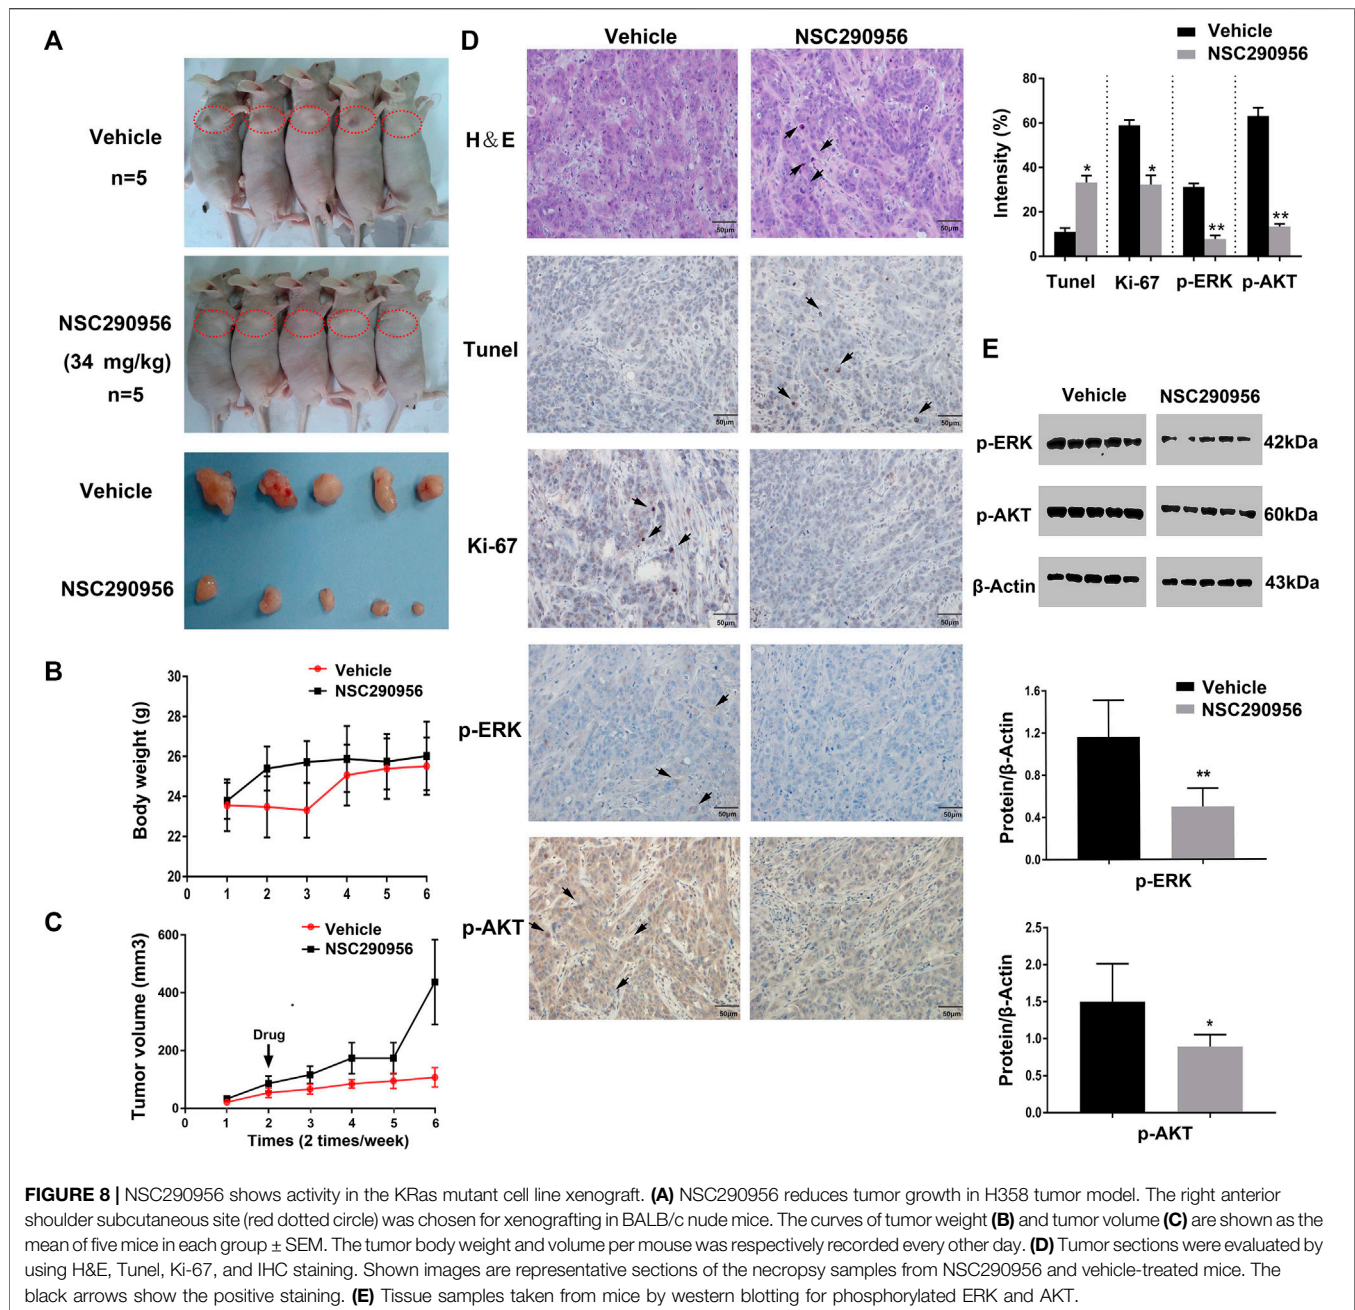 A
Vehicle
n=5
NSC290956
(34 mg/kg)
n=5
Vehicle
NSC290956
B
Vehicle
NSC290956
Body weight (g)
30
28
26
24
22
20
0 1 2 3 4 5 6
C
Vehicle
NSC290956
Tumor volume (mm3)
600
400
200
0
Drug
0 1 2 3 4 5 6
Times (2 times/week)
D
Vehicle NSC290956
H&E
50μm 50μm
Tunel
50μm 50μm
Ki-67
50μm 50μm
p-ERK
50μm 50μm
p-AKT
50μm 50μm
Vehicle
NSC290956
Intensity (%)
80
60
40
20
0
* * ** **
Tunel Ki-67 p-ERK p-AKT
E
Vehicle NSC290956
p-ERK 42kDa
p-AKT 60kDa
β-Actin 43kDa
Vehicle
NSC290956
Protein/β-Actin
1.6
1.2
0.8
0.4
0.0
**
p-ERK
Protein/β-Actin
2.5
2.0
1.5
1.0
0.5
0.0
*
p-AKT
FIGURE 8 | NSC290956 shows activity in the KRas mutant cell line xenograft. (A) NSC290956 reduces tumor growth in H358 tumor model. The right anterior
shoulder subcutaneous site (red dotted circle) was chosen for xenografting in BALB/c nude mice. The curves of tumor weight (B) and tumor volume (C) are shown as the
mean of five mice in each group ± SEM. The tumor body weight and volume per mouse was respectively recorded every other day. (D) Tumor sections were evaluated by
using H&E, Tunel, Ki-67, and IHC staining. Shown images are representative sections of the necropsy samples from NSC290956 and vehicle-treated mice. The
black arrows show the positive staining. (E) Tissue samples taken from mice by western blotting for phosphorylated ERK and AKT.